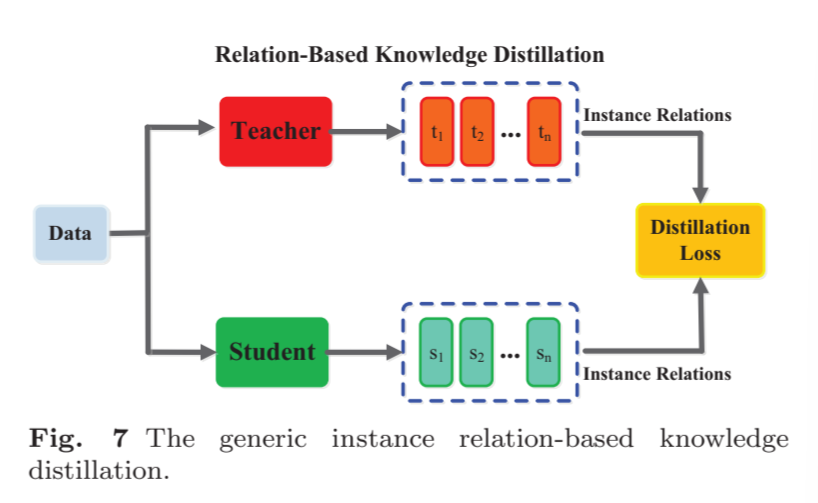 Relation-Based Knowledge Distillation
Teacher
t1 t2 ... tn
Instance Relations
Data
Distillation
Loss
Student
s1 s2 ... sn
Instance Relations
Fig. 7 The generic instance relation-based knowledge
distillation.